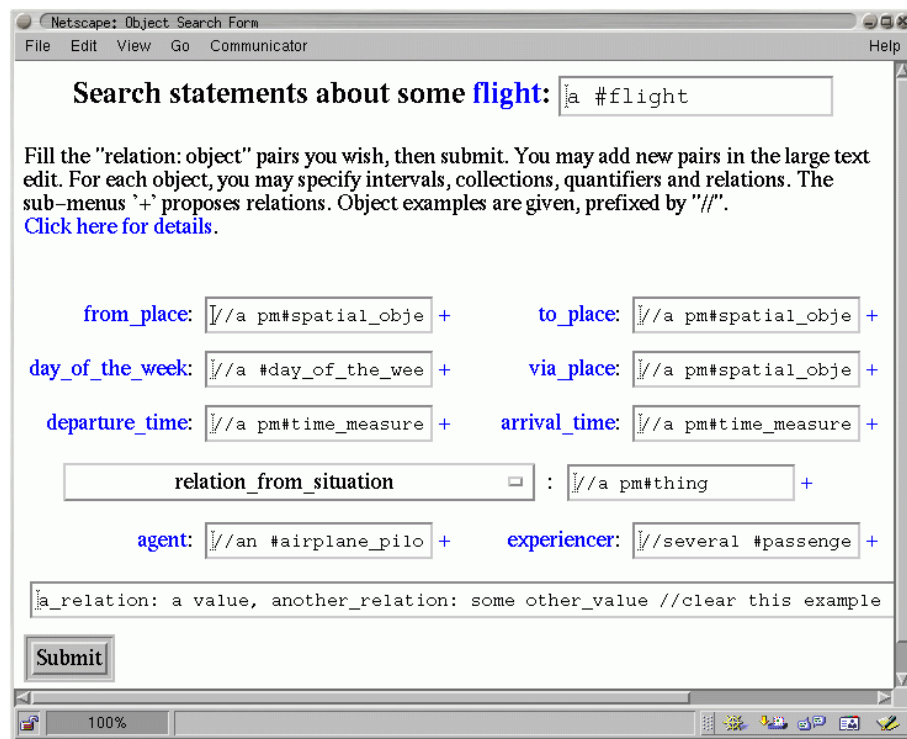 Netscape: Object Search Form
File Edit View Go Communicator Help
Search statements about some flight: a #flight
Fill the "relation: object" pairs you wish, then submit. You may add new pairs in the large text
edit. For each object, you may specify intervals, collections, quantifiers and relations. The
sub-menus '+' proposes relations. Object examples are given, prefixed by "//".
Click here for details.
from_place: //a pm#spatial_obje + to_place: //a pm#spatial_obje +
day_of_the_week: //a #day_of_the_wee + via_place: //a pm#spatial_obje +
departure_time: //a pm#time_measure + arrival_time: //a pm#time_measure +
relation_from_situation : //a pm#thing +
agent: //an #airplane_pilo + experiencer: //several #passenge +
a_relation: a value, another_relation: some other_value //clear this example
Submit
100%